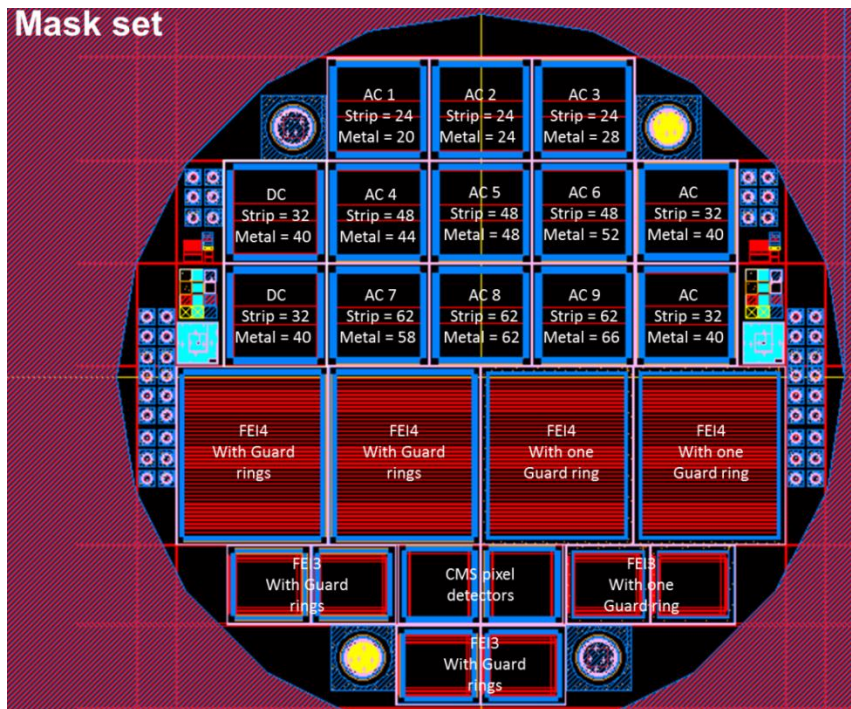 Mask set
AC 1
Strip = 24
Metal = 20
AC 2
Strip = 24
Metal = 24
AC 3
Strip = 24
Metal = 28
DC
Strip = 32
Metal = 40
AC 4
Strip = 48
Metal = 44
AC 5
Strip = 48
Metal = 48
AC 6
Strip = 48
Metal = 52
AC
Strip = 32
Metal = 40
DC
Strip = 32
Metal = 40
AC 7
Strip = 62
Metal = 58
AC 8
Strip = 62
Metal = 62
AC 9
Strip = 62
Metal = 66
AC
Strip = 32
Metal = 40
FEI4
With Guard
rings
FEI4
With Guard
rings
FEI4
With one
Guard ring
FEI4
With one
Guard ring
FEI3
With Guard
rings
CMS pixel
detectors
FEI3
With one
Guard ring
FEI3
With Guard
rings